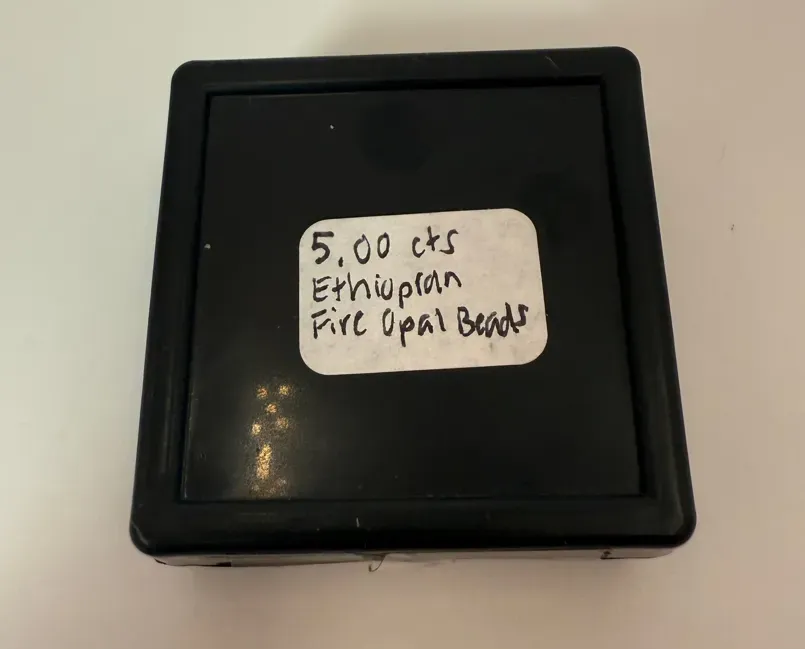 5.00 cts
Ethiopian
Fire Opal Beads